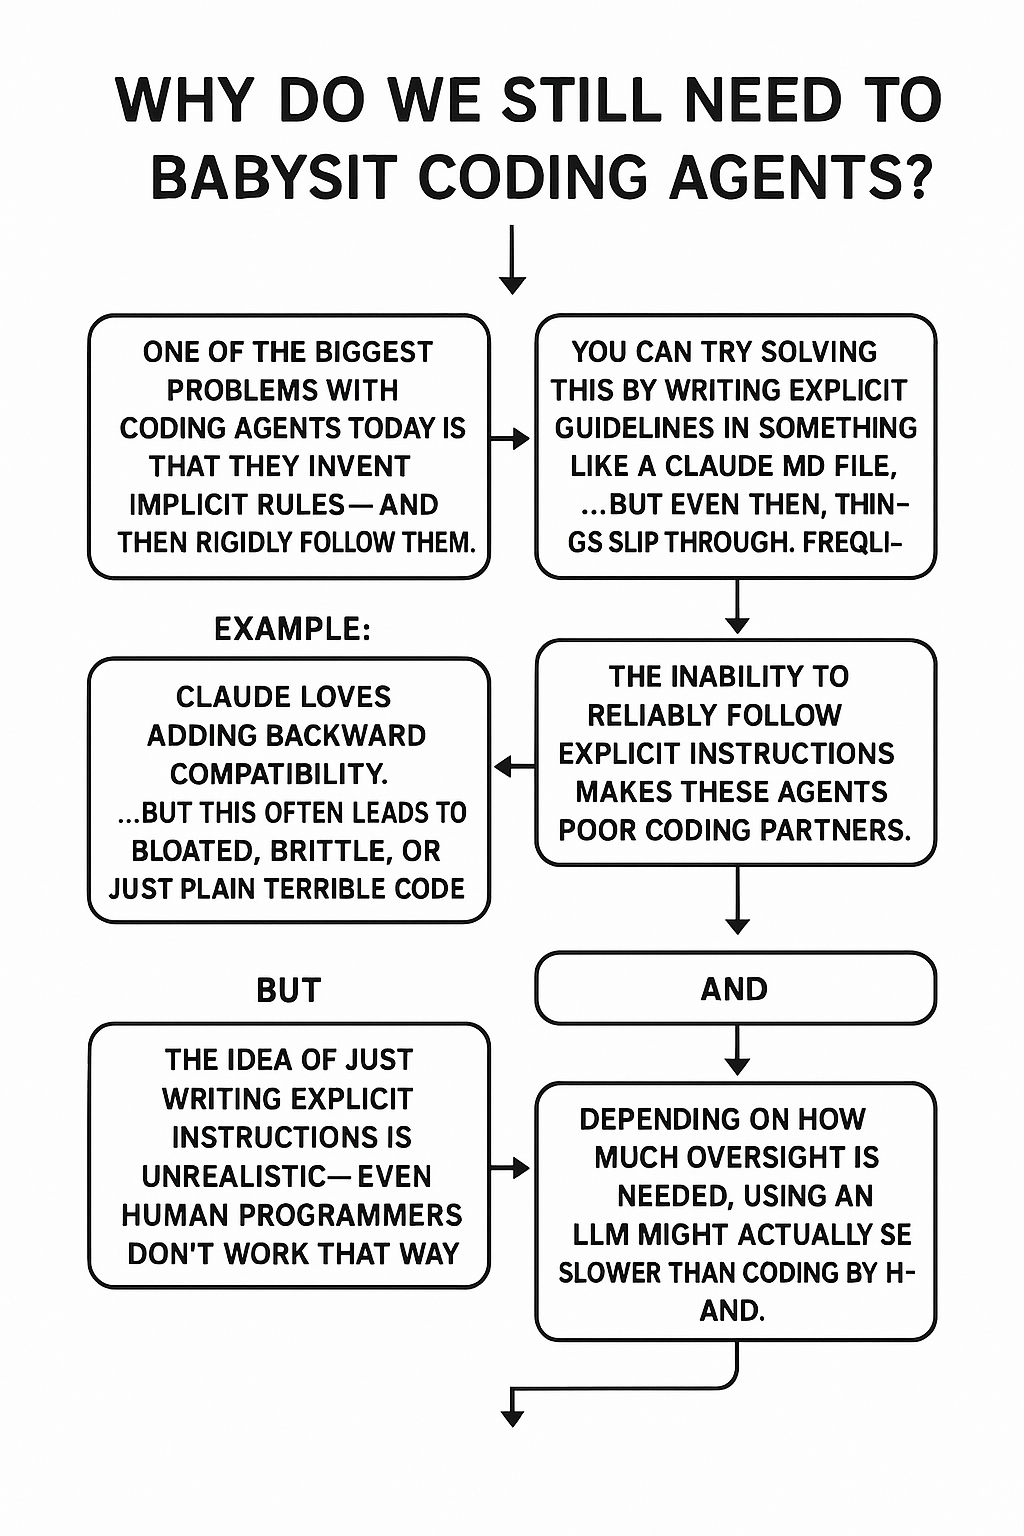 WHY DO WE STILL NEED TO
BABYSIT CODING AGENTS?
ONE OF THE BIGGEST
PROBLEMS WITH
CODING AGENTS TODAY IS
THAT THEY INVENT
IMPLICIT RULES—AND
THEN RIGIDLY FOLLOW THEM.
YOU CAN TRY SOLVING
THIS BY WRITING EXPLICIT
GUIDELINES IN SOMETHING
LIKE A CLAUDE MD FILE,
...BUT EVEN THEN, THIN–
GS SLIP THROUGH. FREQLI–
THE INABILITY TO
RELIABLY FOLLOW
EXPLICIT INSTRUCTIONS
MAKES THESE AGENTS
POOR CODING PARTNERS.
EXAMPLE:
CLAUDE LOVES
ADDING BACKWARD
COMPATIBILITY.
...BUT THIS OFTEN LEADS TO
BLOATED, BRITTLE, OR
JUST PLAIN TERRIBLE CODE
AND
BUT
THE IDEA OF JUST
WRITING EXPLICIT
INSTRUCTIONS IS
UNREALISTIC—EVEN
HUMAN PROGRAMMERS
DON'T WORK THAT WAY
DEPENDING ON HOW
MUCH OVERSIGHT IS
NEEDED, USING AN
LLM MIGHT ACTUALLY SE
SLOWER THAN CODING BY H–
AND.